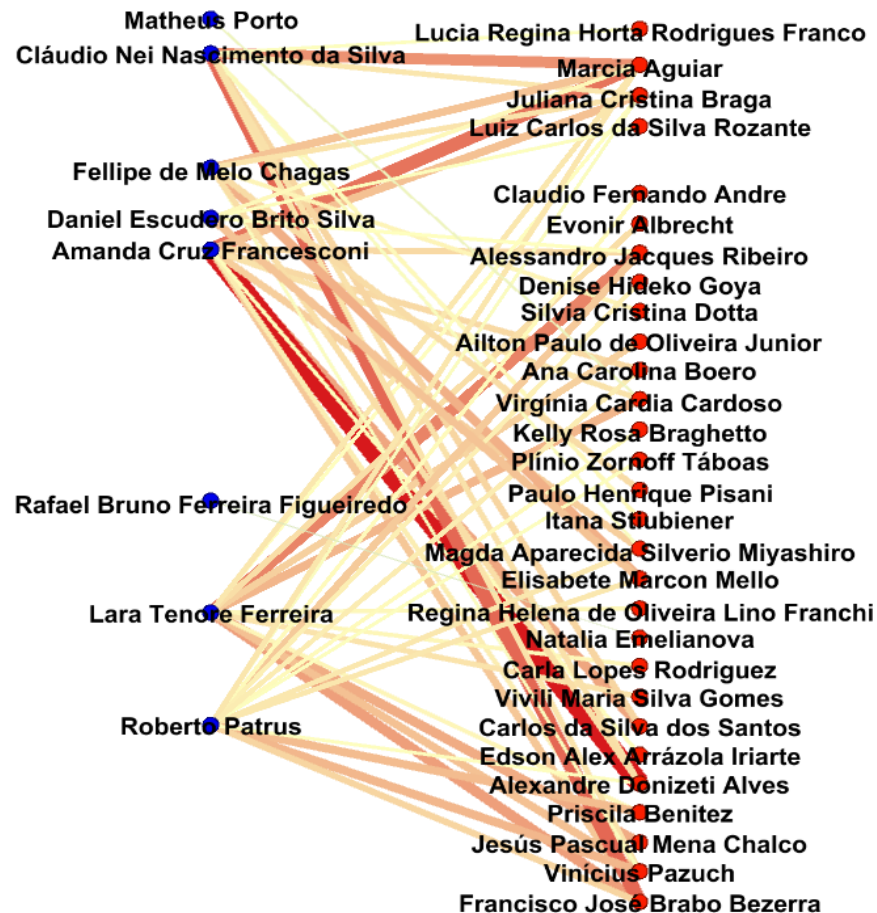 Matheus Porto
Cláudio Nei Nascimento da Silva
Fellipe de Melo Chagas
Daniel Escudero Brito Silva
Amanda Cruz Francesconi
Rafael Bruno Ferreira Figueiredo
Lara Tenore Ferreira
Roberto Patrus
Lucia Regina Horta Rodrigues Franco
Marcia Aguiar
Juliana Cristina Braga
Luiz Carlos da Silva Rozante
Claudio Fernando Andre
Evonir Albrecht
Alessandro Jacques Ribeiro
Denise Hideko Goya
Silvia Cristina Dotta
Ailton Paulo de Oliveira Junior
Ana Carolina Boero
Virgínia Cardia Cardoso
Kelly Rosa Braghetto
Plínio Zornoff Táboas
Paulo Henrique Pisani
Itana Stiubiener
Magda Aparecida Silverio Miyashiro
Elisabete Marcon Mello
Regina Helena de Oliveira Lino Franchi
Natalia Emelianova
Carla Lopes Rodriguez
Vivili Maria Silva Gomes
Carlos da Silva dos Santos
Edson Alex Arrázola Iriarte
Alexandre Donizeti Alves
Priscila Benitez
Jesús Pascual Mena Chalco
Vinícius Pazuch
Francisco José Brabo Bezerra